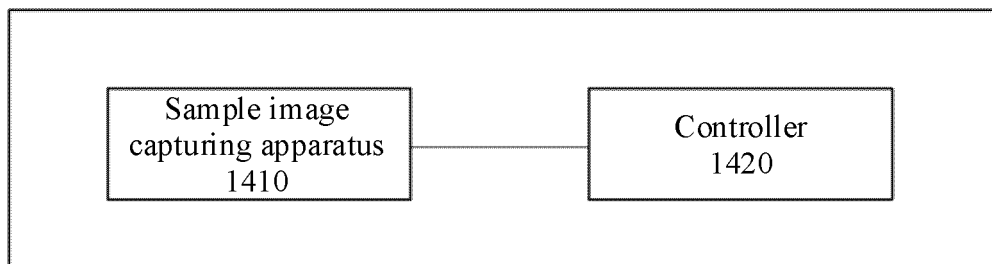 Sample image
capturing apparatus
1410
Controller
1420